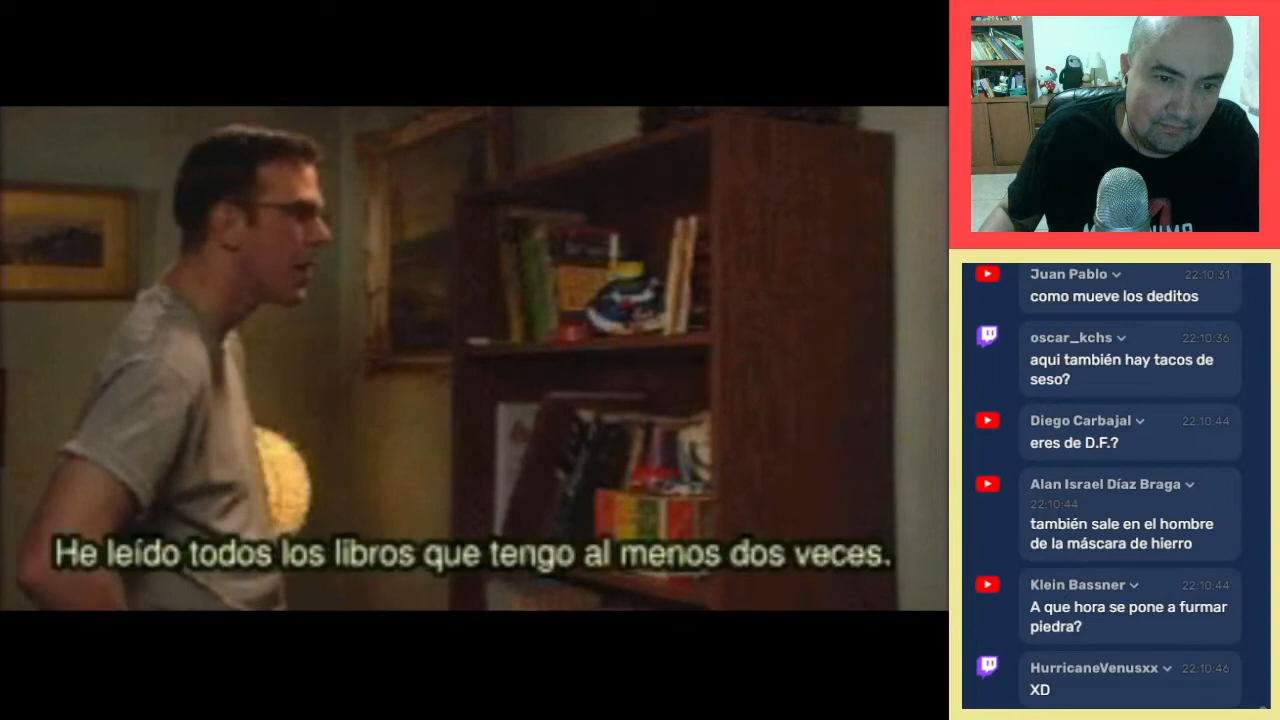 He leído todos los libros que tengo al menos dos veces.
Juan Pablo 22:10:31
como mueve los deditos
oscar_kchs 22:10:36
aqui también hay tacos de
seso?
Diego Carbajal 22:10:44
eres de D.F.?
Alan Israel Díaz Braga
22:10:44
también sale en el hombre
de la máscara de hierro
Klein Bassner 22:10:44
A que hora se pone a furmar
piedra?
HurricaneVenusxx 22:10:46
XD